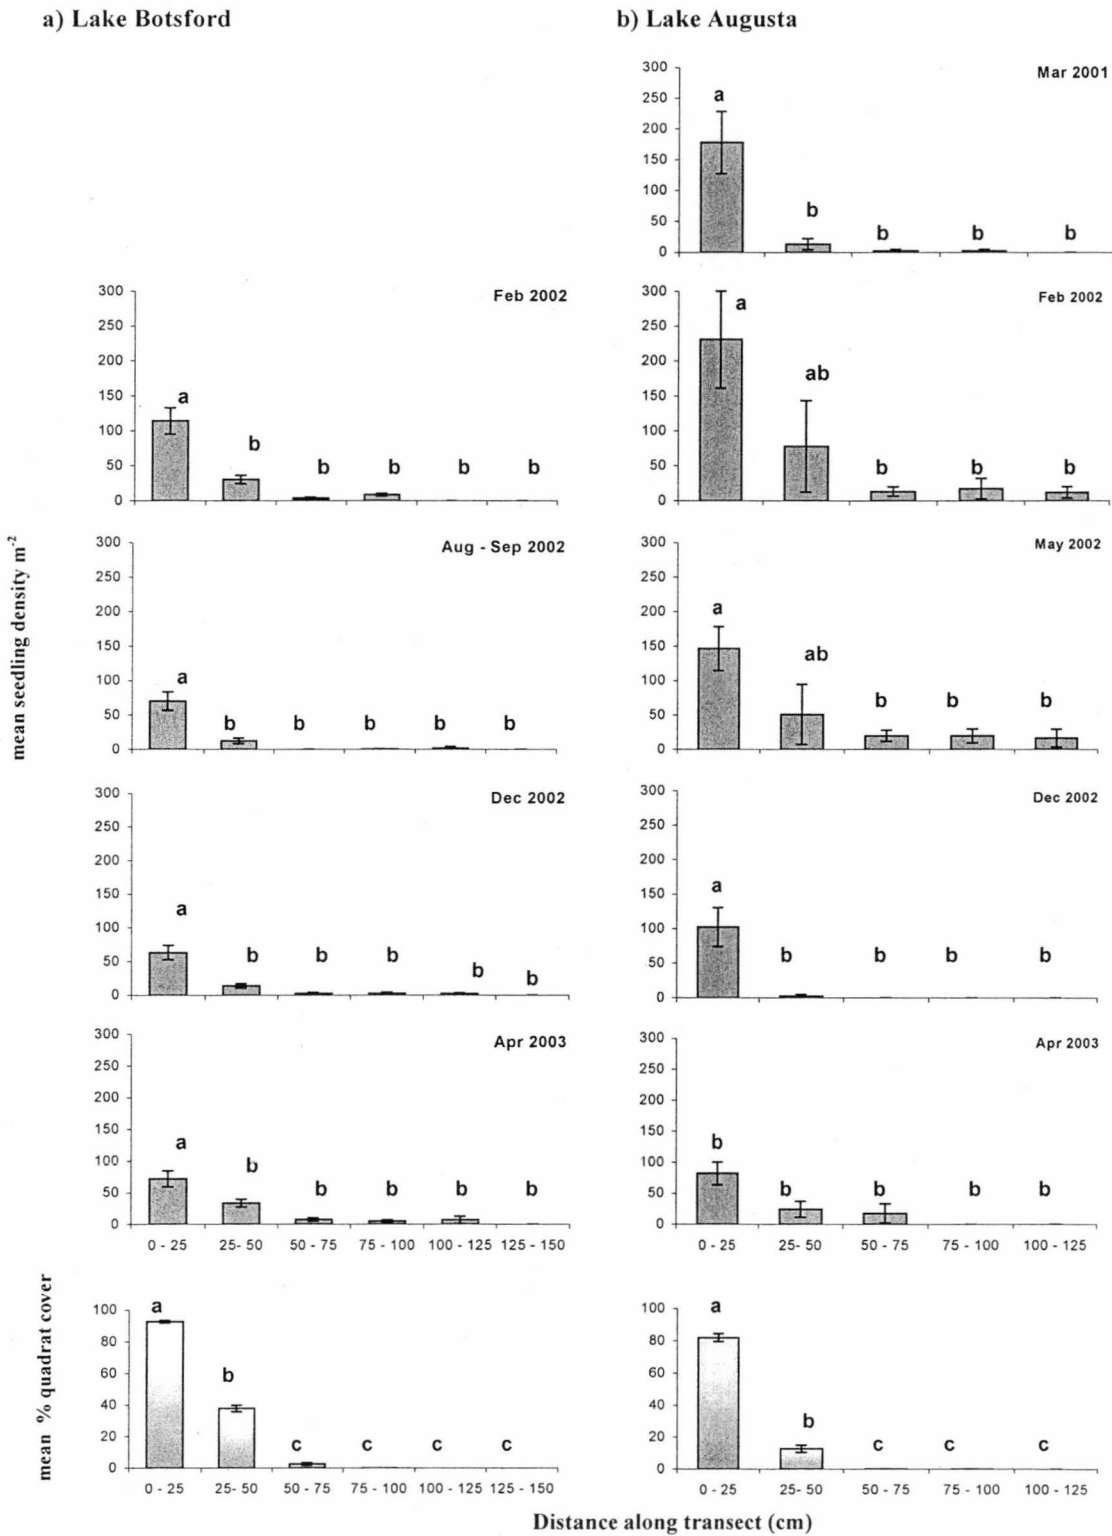 a) Lake Botsford
b) Lake Augusta
mean seedling density m-2
mean % quadrat cover
Feb 2002
300
250
200
150
100
50
0
a b b b b b
Aug - Sep 2002
300
250
200
150
100
50
0
a b b b b b
Dec 2002
300
250
200
150
100
50
0
a b b b b b
Apr 2003
300
250
200
150
100
50
0
a b b b b b
0 - 25 25- 50 50 - 75 75 - 100 100 - 125 125 - 150
100
80
60
40
20
0
a b c c c c
0 - 25 25- 50 50 - 75 75 - 100 100 - 125 125 - 150
Mar 2001
300
250
200
150
100
50
0
a b b b b
Feb 2002
300
250
200
150
100
50
0
a ab b b b
May 2002
300
250
200
150
100
50
0
a ab b b b
Dec 2002
300
250
200
150
100
50
0
a b b b b
Apr 2003
300
250
200
150
100
50
0
b b b b b
0 - 25 25- 50 50 - 75 75 - 100 100 - 125
100
80
60
40
20
0
a b c c c
0 - 25 25- 50 50 - 75 75 - 100 100 - 125
Distance along transect (cm)